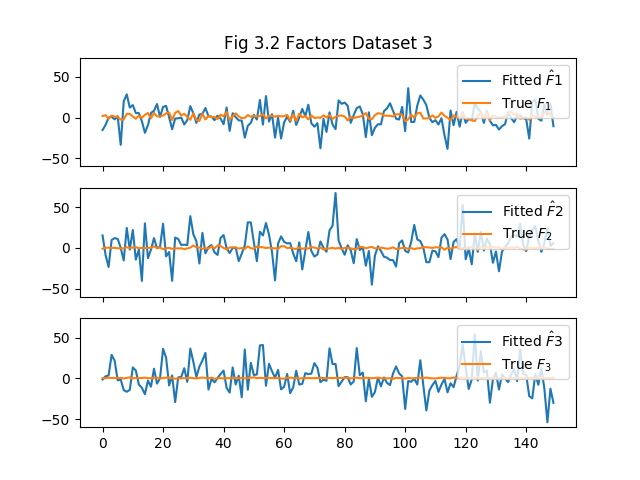 Fig 3.2 Factors Dataset 3
50
0
−50
Fitted F̂1
True F₁
50
0
−50
Fitted F̂2
True F₂
50
0
−50
Fitted F̂3
True F₃
0 20 40 60 80 100 120 140